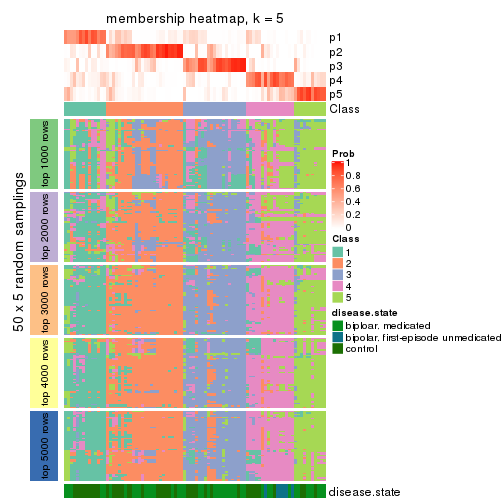 membership heatmap, k = 5
p1
p2
p3
p4
p5
Class
50 x 5 random samplings
top 1000 rows
top 2000 rows
top 3000 rows
top 4000 rows
top 5000 rows
Prob
1
0.8
0.6
0.4
0.2
0
Class
1
2
3
4
5
disease.state
biploar. medicated
bipolar. first-episode unmedicated
control
disease.state